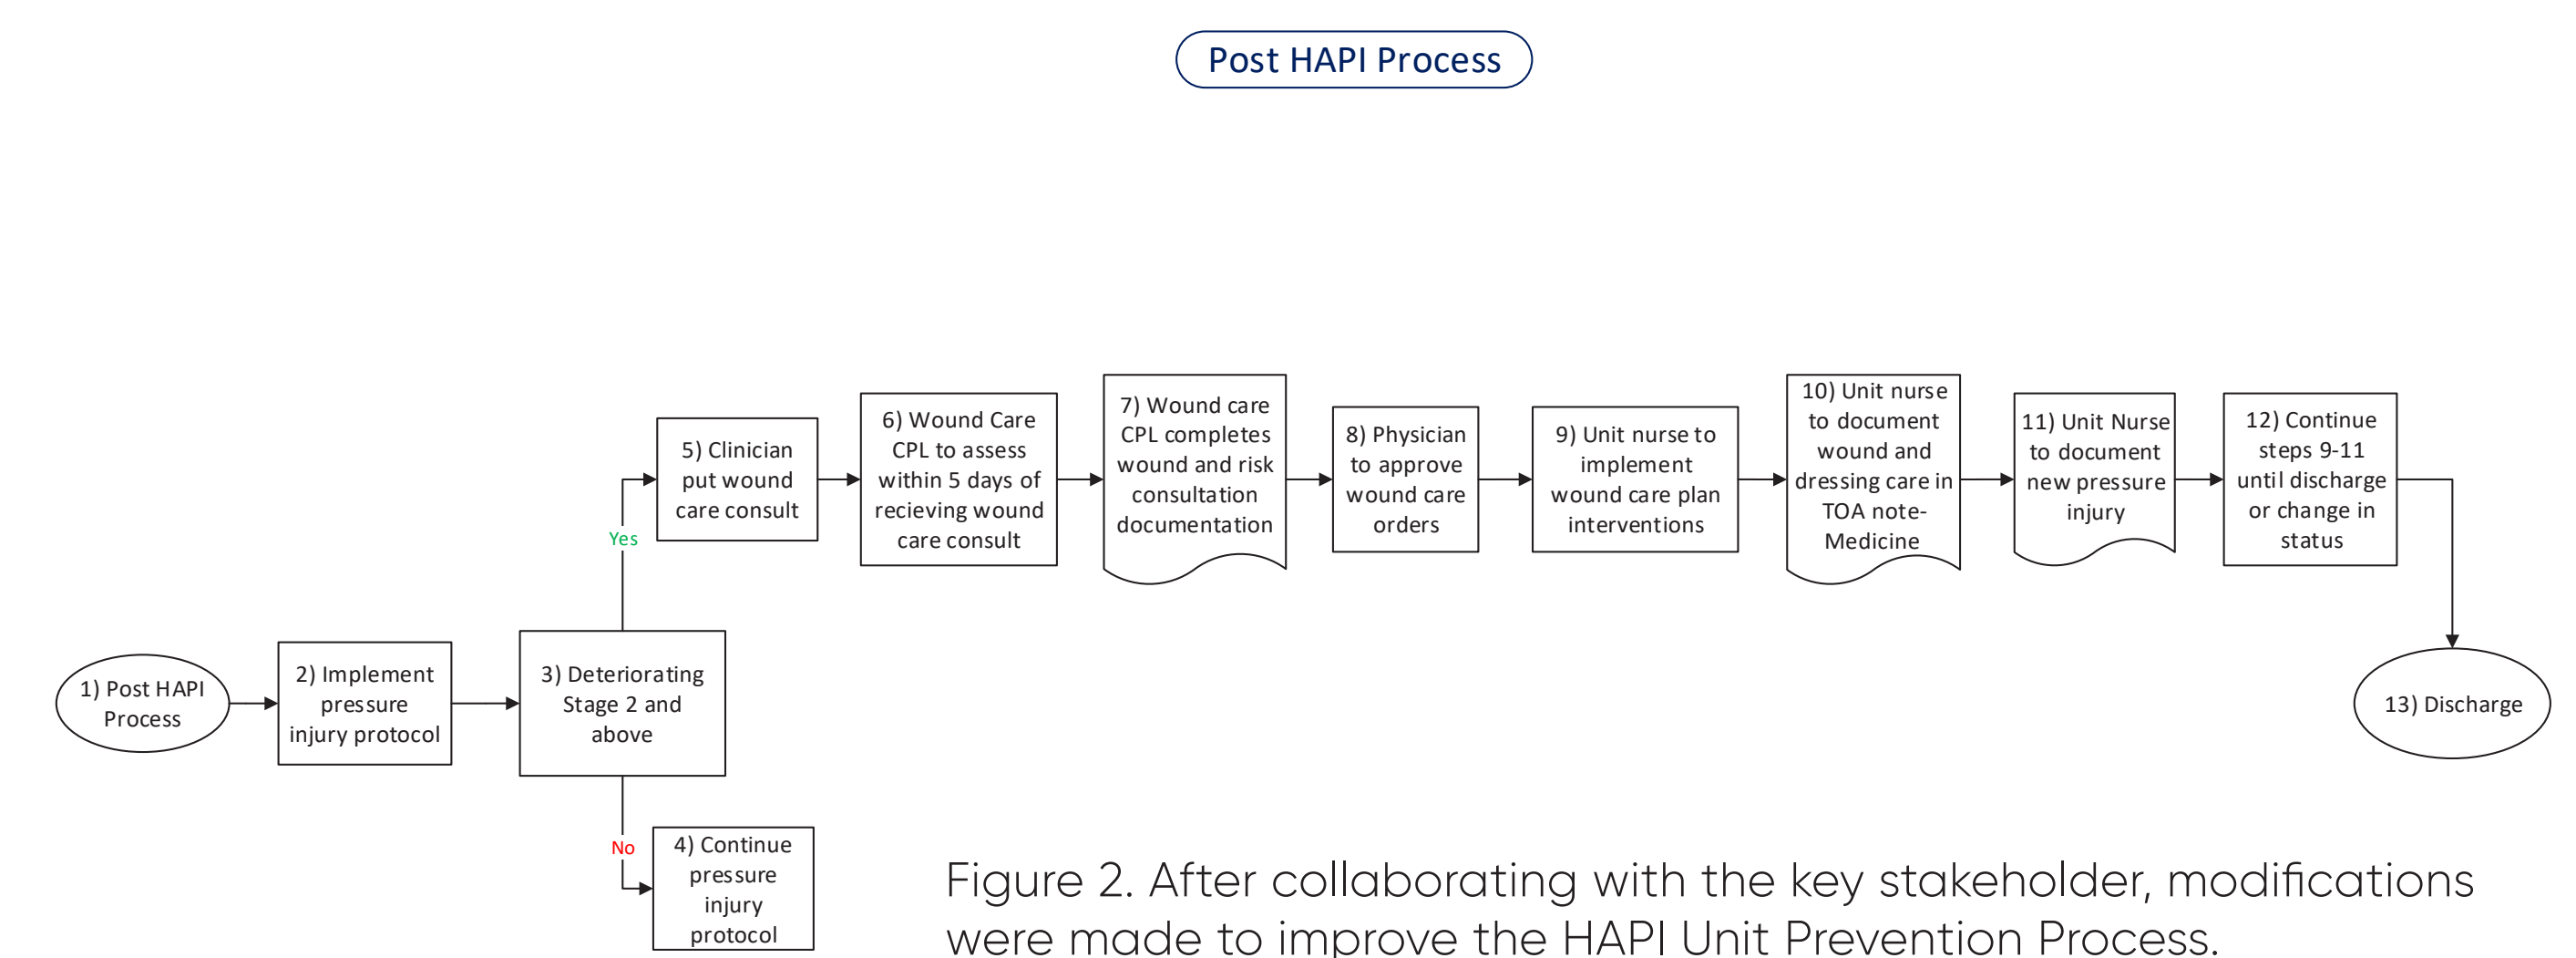 Post HAPI Process
1) Post HAPI
Process
2) Implement
pressure
injury protocol
3) Deteriorating
Stage 2 and
above
Yes
No
4) Continue
pressure
injury
protocol
5) Clinician
put wound
care consult
6) Wound Care
CPL to assess
within 5 days of
recieving wound
care consult
7) Wound care
CPL completes
wound and risk
consultation
documentation
8) Physician
to approve
wound care
orders
9) Unit nurse to
implement
wound care plan
interventions
10) Unit nurse
to document
wound and
dressing care in
TOA note-
Medicine
11) Unit Nurse
to document
new pressure
injury
12) Continue
steps 9-11
until discharge
or change in
status
13) Discharge
Figure 2. After collaborating with the key stakeholder, modifications
were made to improve the HAPI Unit Prevention Process.